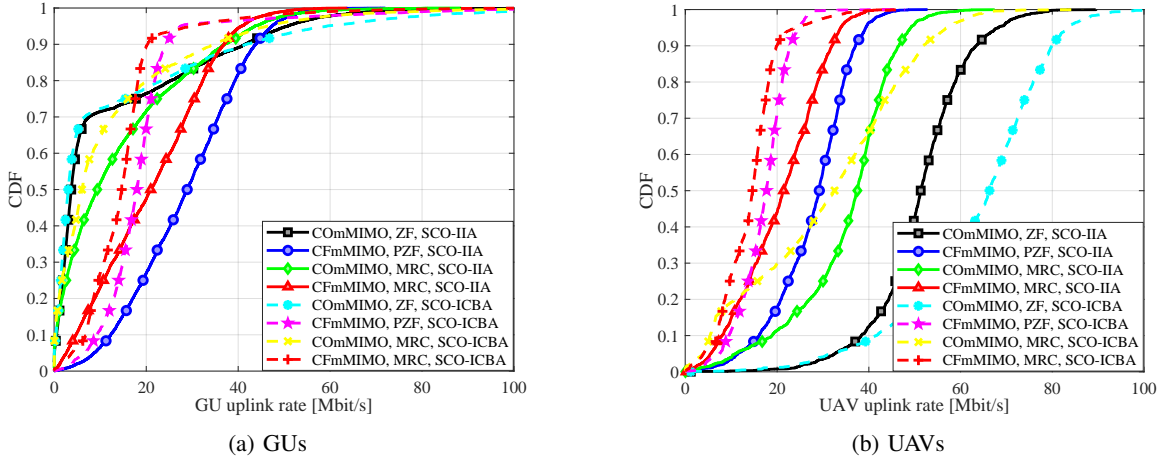 1
0.9
0.8
0.7
0.6
0.5
0.4
0.3
0.2
0.1
0
CDF
0 20 40 60 80 100
GU uplink rate [Mbit/s]
COmMIMO, ZF, SCO-IIA
CFmMIMO, PZF, SCO-IIA
COmMIMO, MRC, SCO-IIA
CFmMIMO, MRC, SCO-IIA
COmMIMO, ZF, SCO-ICBA
CFmMIMO, PZF, SCO-ICBA
COmMIMO, MRC, SCO-ICBA
CFmMIMO, MRC, SCO-ICBA
(a) GUs
1
0.9
0.8
0.7
0.6
0.5
0.4
0.3
0.2
0.1
0
CDF
0 20 40 60 80 100
UAV uplink rate [Mbit/s]
COmMIMO, ZF, SCO-IIA
CFmMIMO, PZF, SCO-IIA
COmMIMO, MRC, SCO-IIA
CFmMIMO, MRC, SCO-IIA
COmMIMO, ZF, SCO-ICBA
CFmMIMO, PZF, SCO-ICBA
COmMIMO, MRC, SCO-ICBA
CFmMIMO, MRC, SCO-ICBA
(b) UAVs